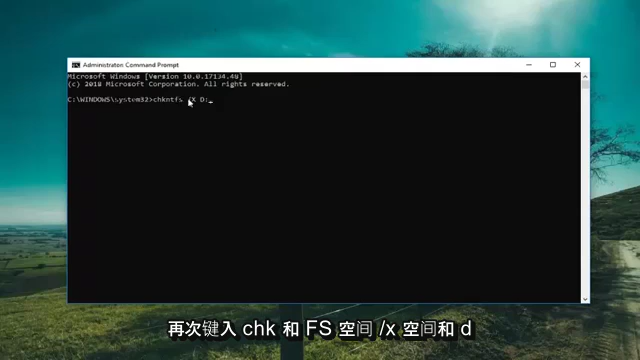 Administrator: Command Prompt
Microsoft Windows [Version 10.0.17134.48]
(c) 2018 Microsoft Corporation. All rights reserved.
C:\WINDOWS\system32>chkntfs /X D:_
再次键入 chk 和 FS 空间 /x 空间和 d